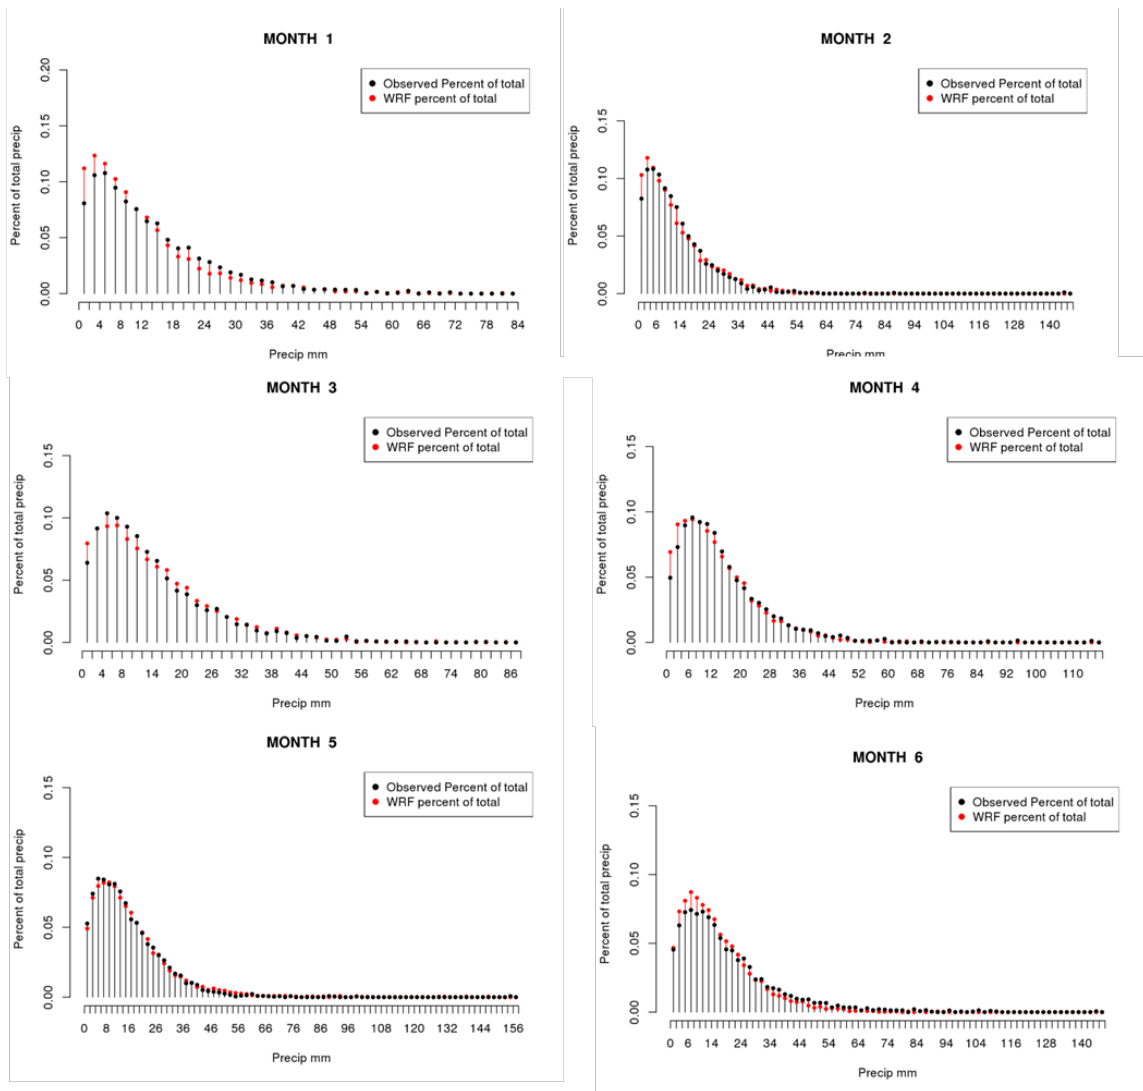 MONTH 1
Observed Percent of total
WRF percent of total
Percent of total precip
0.00 0.05 0.10 0.15 0.20
0 4 8 12 18 24 30 36 42 48 54 60 66 72 78 84
Precip mm
MONTH 2
Observed Percent of total
WRF percent of total
Percent of total precip
0.00 0.05 0.10 0.15
0 6 14 24 34 44 54 64 74 84 94 104 116 128 140
Precip mm
MONTH 3
Observed Percent of total
WRF percent of total
Percent of total precip
0.00 0.05 0.10 0.15
0 4 8 14 20 26 32 38 44 50 56 62 68 74 80 86
Precip mm
MONTH 4
Observed Percent of total
WRF percent of total
Percent of total precip
0.00 0.05 0.10 0.15
0 6 12 20 28 36 44 52 60 68 76 84 92 100 110
Precip mm
MONTH 5
Observed Percent of total
WRF percent of total
Percent of total precip
0.00 0.05 0.10 0.15
0 8 16 26 36 46 56 66 76 86 96 108 120 132 144 156
Precip mm
MONTH 6
Observed Percent of total
WRF percent of total
Percent of total precip
0.00 0.05 0.10 0.15
0 6 14 24 34 44 54 64 74 84 94 104 116 128 140
Precip mm